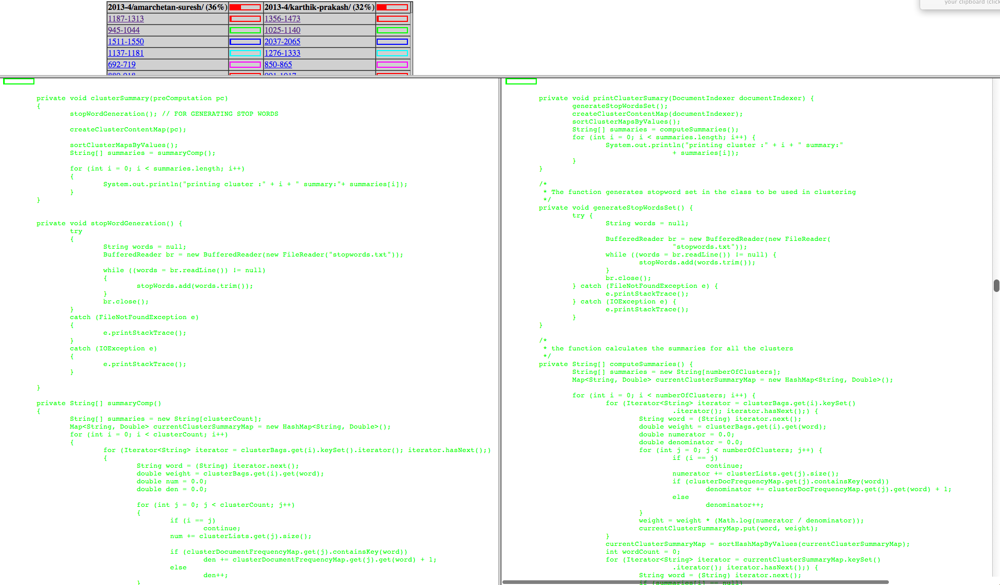 your clipboard (click
2013-4/amarchetan-suresh/ (36%) 2013-4/karthik-prakash/ (32%)
1187-1313 1356-1473
945-1044 1025-1140
1511-1550 2037-2065
1137-1181 1276-1333
692-719 850-865
private void clusterSummary(preComputation pc)
{
stopWordGeneration(); // FOR GENERATING STOP WORDS
createClusterContentMap(pc);
sortClusterMapsByValues();
String[] summaries = summaryComp();
for (int i = 0; i < summaries.length; i++)
{
System.out.println("printing cluster :" + i + " summary:"+ summaries[i]);
}
}
private void stopWordGeneration() {
try
{
String words = null;
BufferedReader br = new BufferedReader(new FileReader("stopwords.txt"));
while ((words = br.readLine()) != null)
{
stopWords.add(words.trim());
}
br.close();
}
catch (FileNotFoundException e)
{
e.printStackTrace();
}
catch (IOException e)
{
e.printStackTrace();
}
}
private String[] summaryComp()
{
String[] summaries = new String[clusterCount];
Map<String, Double> currentClusterSummaryMap = new HashMap<String, Double>();
for (int i = 0; i < clusterCount; i++)
{
for (Iterator<String> iterator = clusterBags.get(i).keySet().iterator(); iterator.hasNext();)
{
String word = (String) iterator.next();
double weight = clusterBags.get(i).get(word);
double num = 0.0;
double den = 0.0;
for (int j = 0; j < clusterCount; j++)
{
if (i == j)
continue;
num += clusterLists.get(j).size();
if (clusterDocumentFrequencyMap.get(j).containsKey(word))
den += clusterDocumentFrequencyMap.get(j).get(word) + 1;
else
den++;
}
private void printClusterSumary(DocumentIndexer documentIndexer) {
generateStopWordsSet();
createClusterContentMap(documentIndexer);
sortClusterMapsByValues();
String[] summaries = computeSummaries();
for (int i = 0; i < summaries.length; i++) {
System.out.println("printing cluster :" + i + " summary:"
+ summaries[i]);
}
}
/*
* The function generates stopword set in the class to be used in clustering
*/
private void generateStopWordsSet() {
try {
String words = null;
BufferedReader br = new BufferedReader(new FileReader(
"stopwords.txt"));
while ((words = br.readLine()) != null) {
stopWords.add(words.trim());
}
br.close();
} catch (FileNotFoundException e) {
e.printStackTrace();
} catch (IOException e) {
e.printStackTrace();
}
}
/*
* the function calculates the summaries for all the clusters
*/
private String[] computeSummaries() {
String[] summaries = new String[numberOfClusters];
Map<String, Double> currentClusterSummaryMap = new HashMap<String, Double>();
for (int i = 0; i < numberOfClusters; i++) {
for (Iterator<String> iterator = clusterBags.get(i).keySet()
.iterator(); iterator.hasNext();) {
String word = (String) iterator.next();
double weight = clusterBags.get(i).get(word);
double numerator = 0.0;
double denominator = 0.0;
for (int j = 0; j < numberOfClusters; j++) {
if (i == j)
continue;
numerator += clusterLists.get(j).size();
if (clusterDocFrequencyMap.get(j).containsKey(word))
denominator += clusterDocFrequencyMap.get(j).get(word) + 1;
else
denominator++;
}
weight = weight * (Math.log(numerator / denominator));
currentClusterSummaryMap.put(word, weight);
}
currentClusterSummaryMap = sortHashMapByValues(currentClusterSummaryMap);
int wordCount = 0;
for (Iterator<String> iterator = currentClusterSummaryMap.keySet()
.iterator(); iterator.hasNext();) {
String word = (String) iterator.next();
if (summaries[i] == null)